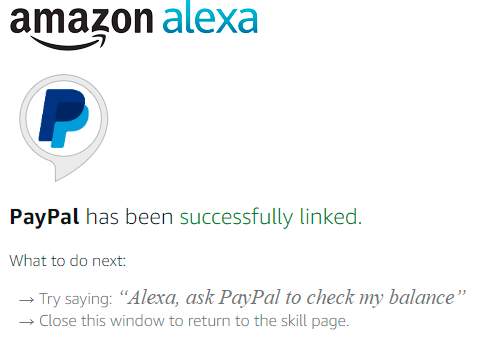 amazon alexa
PayPal has been successfully linked.
What to do next:
→ Try saying: “Alexa, ask PayPal to check my balance”
→ Close this window to return to the skill page.